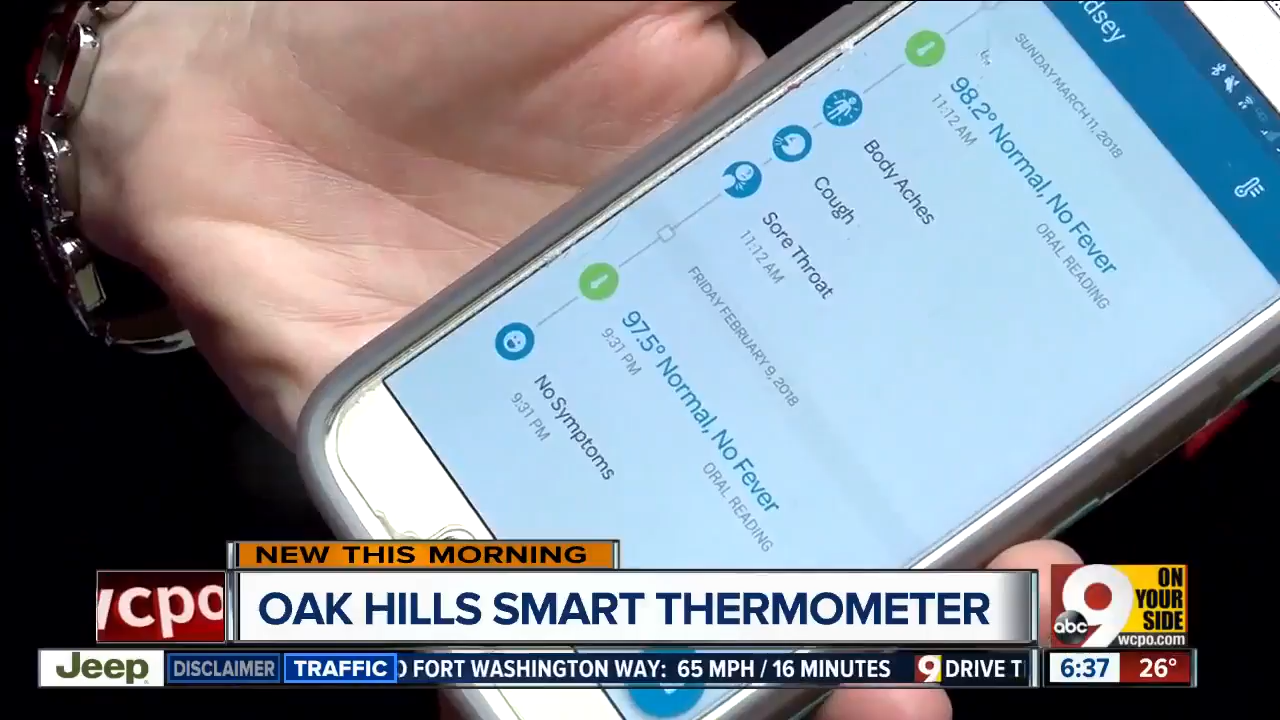 dsey
SUNDAY MARCH 11, 2018
98.2° Normal, No Fever
11:12 AM
ORAL READING
Body Aches
Cough
Sore Throat
11:12 AM
FRIDAY FEBRUARY 9, 2018
97.5° Normal, No Fever
9:31 PM
ORAL READING
No Symptoms
9:31 PM
NEW THIS MORNING
wcpo
OAK HILLS SMART THERMOMETER
abc 9 ON YOUR SIDE
wcpo.com
Jeep DISCLAIMER TRAFFIC O FORT WASHINGTON WAY: 65 MPH / 16 MINUTES 9 DRIVE T 6:37 26°